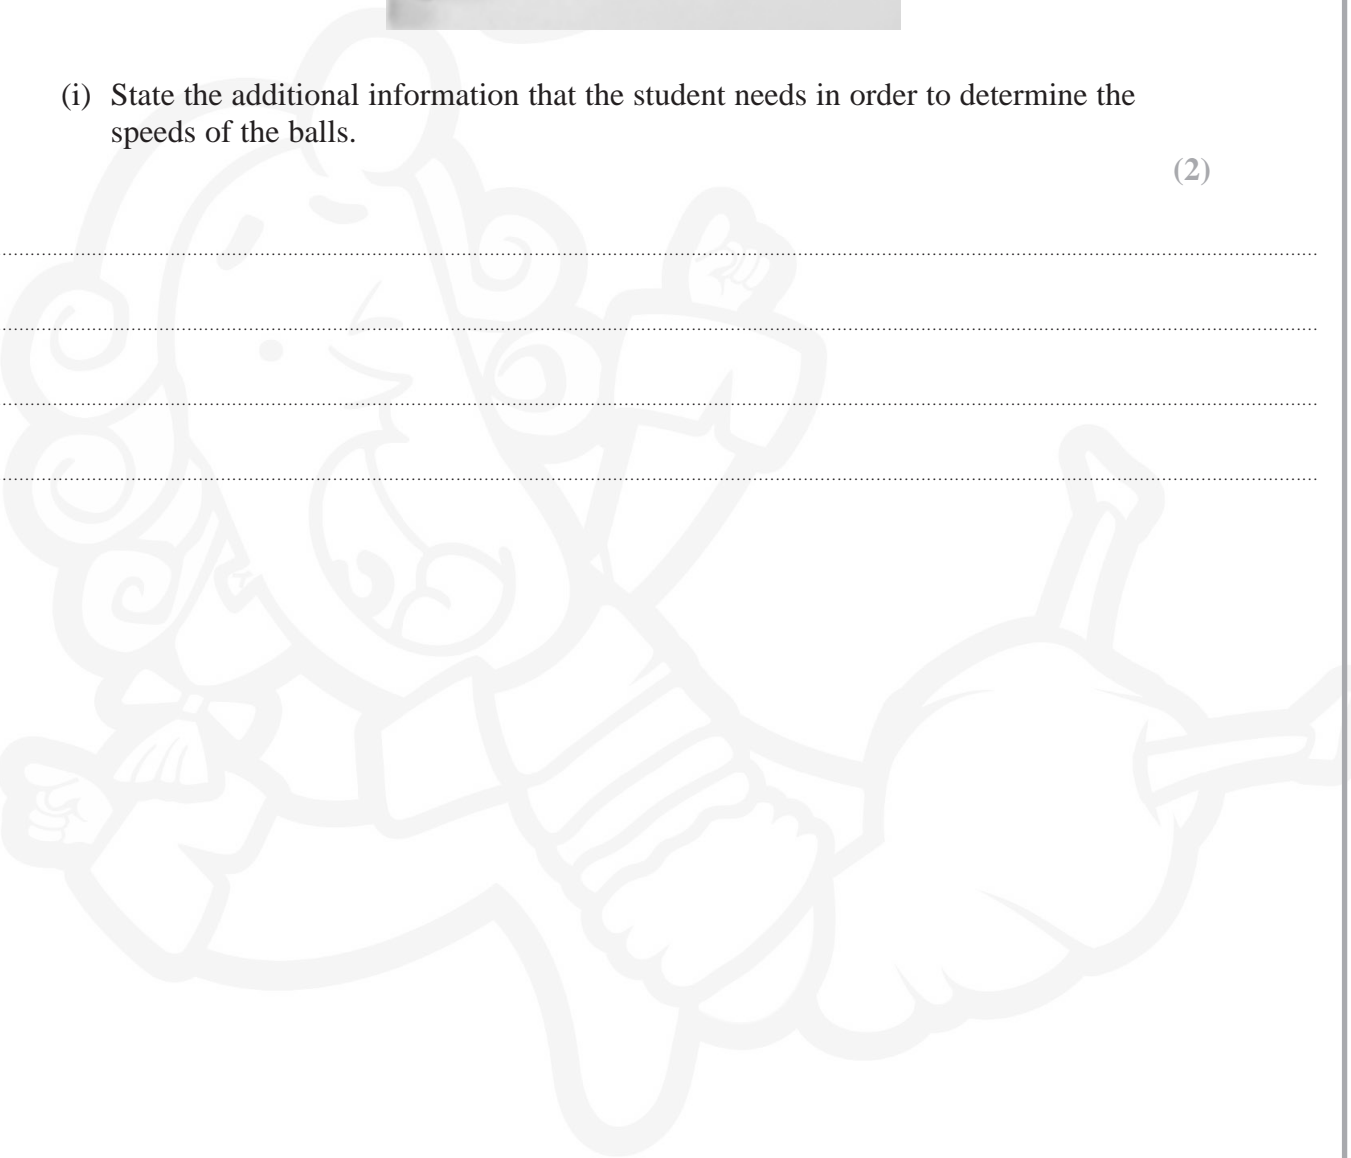 (i) State the additional information that the student needs in order to determine the
speeds of the balls.
(2)